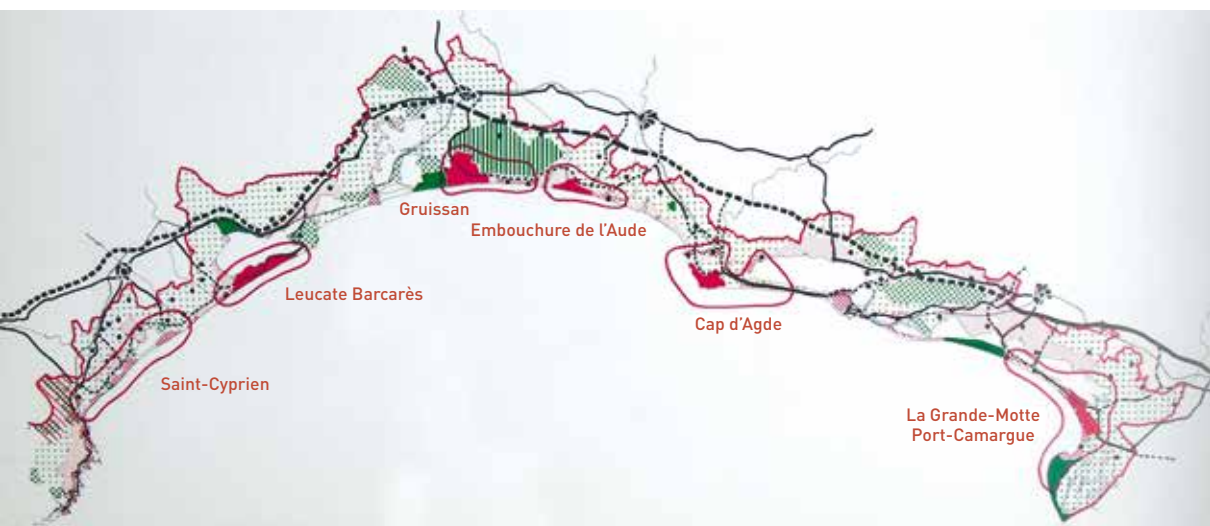 Gruissan
Embouchure de l'Aude
Leucate Barcarès
Cap d'Agde
Saint-Cyprien
La Grande-Motte
Port-Camargue